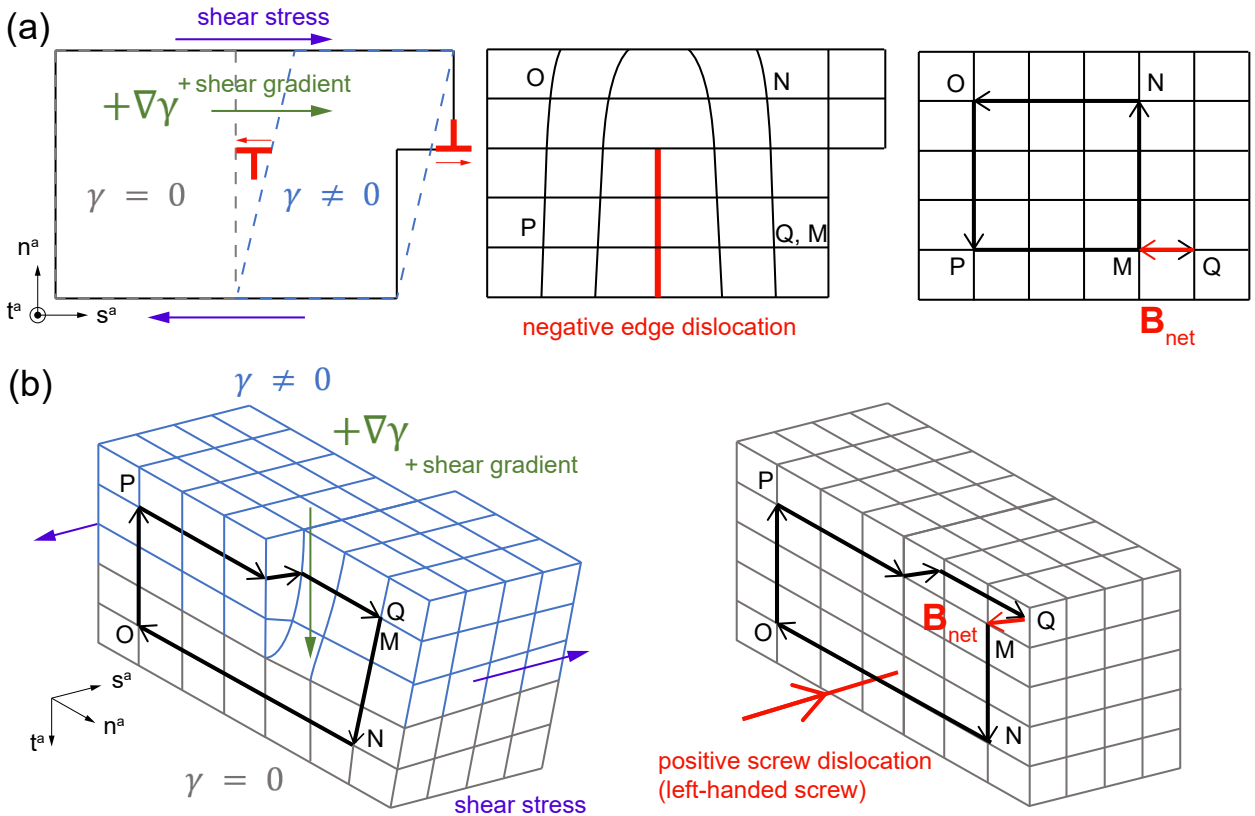 (a)
shear stress
+∇γ + shear gradient
γ = 0
γ ≠ 0
nᵃ
tᵃ
sᵃ
O
N
P
Q, M
negative edge dislocation
O
N
P
M
Q
B_net
(b)
γ ≠ 0
+∇γ
+ shear gradient
P
Q
M
O
N
sᵃ
nᵃ
tᵃ
γ = 0
shear stress
P
Q
B_net
M
O
N
positive screw dislocation
(left-handed screw)